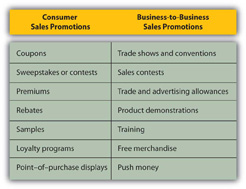 Consumer
Sales Promotions
Business-to-Business
Sales Promotions
Coupons
Trade shows and conventions
Sweepstakes or contests
Sales contests
Premiums
Trade and advertising allowances
Rebates
Product demonstrations
Samples
Training
Loyalty programs
Free merchandise
Point–of–purchase displays
Push money